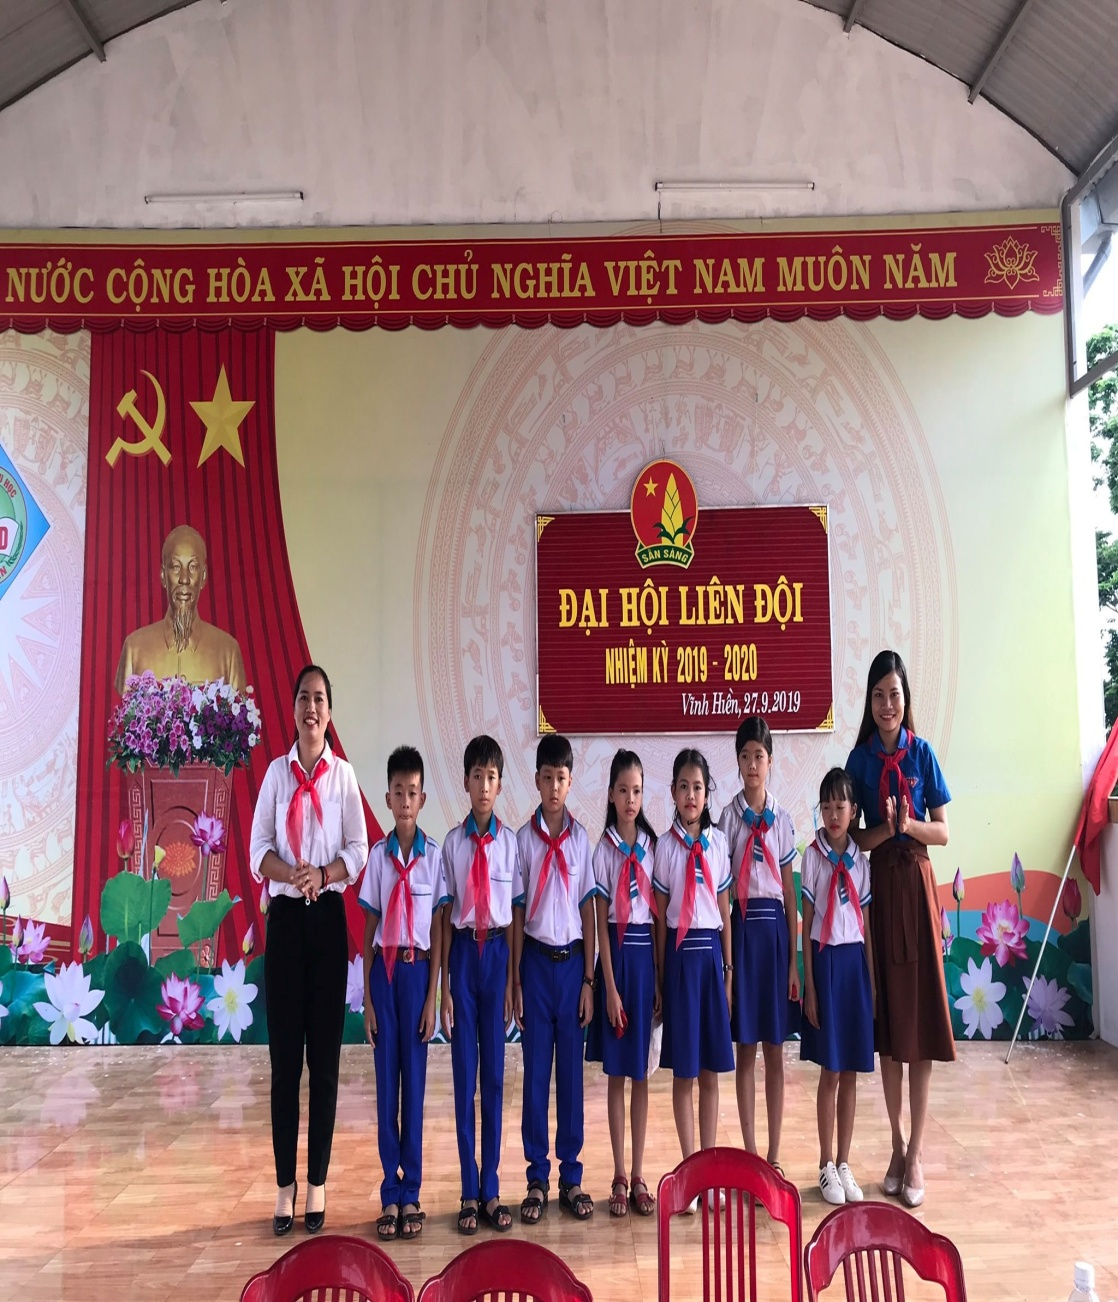 NƯỚC CỘNG HÒA XÃ HỘI CHỦ NGHĨA VIỆT NAM MUÔN NĂM
SẴN SÀNG
ĐẠI HỘI LIÊN ĐỘI
NHIỆM KỲ 2019 - 2020
Vĩnh Hiền, 27.9.2019
HỌC